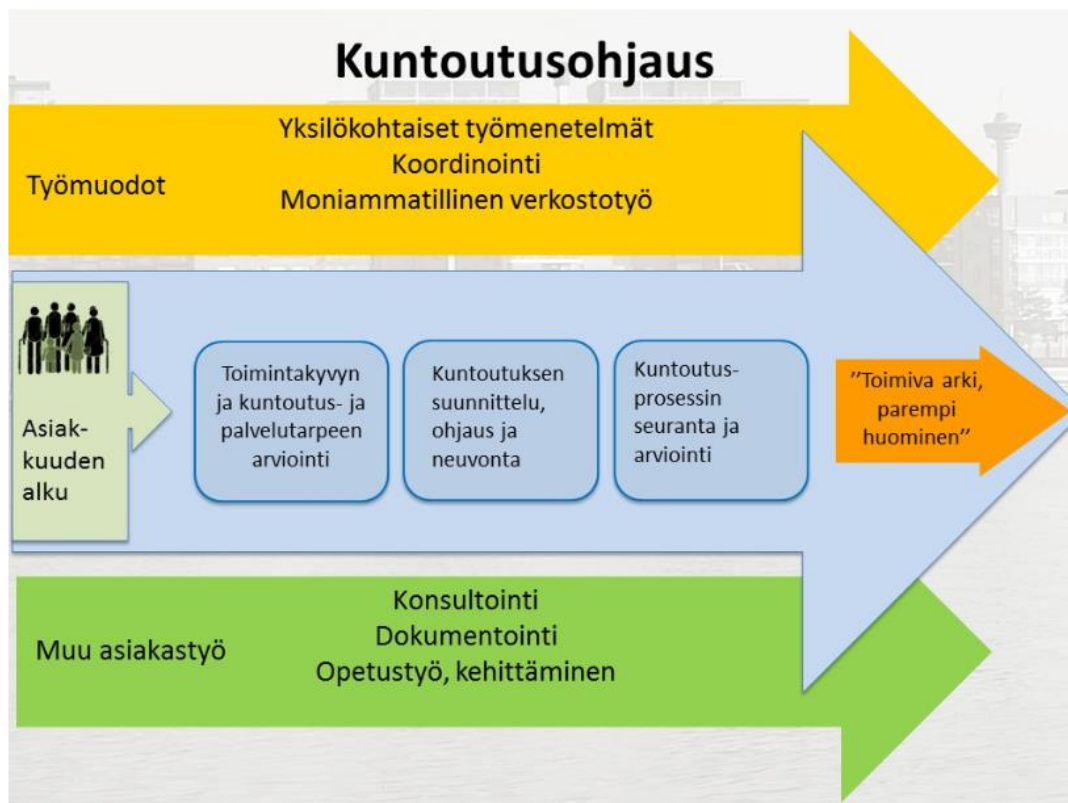 Kuntoutusohjaus
Työmuodot
Yksilökohtaiset työmenetelmät
Koordinointi
Moniammatillinen verkostotyö
Asiak-
kuuden
alku
Toimintakyvyn
ja kuntoutus- ja
palvelutarpeen
arviointi
Kuntoutuksen
suunnittelu,
ohjaus ja
neuvonta
Kuntoutus-
prosessin
seuranta ja
arviointi
”Toimiva arki,
parempi
huominen”
Muu asiakastyö
Konsultointi
Dokumentointi
Opetustyö, kehittäminen